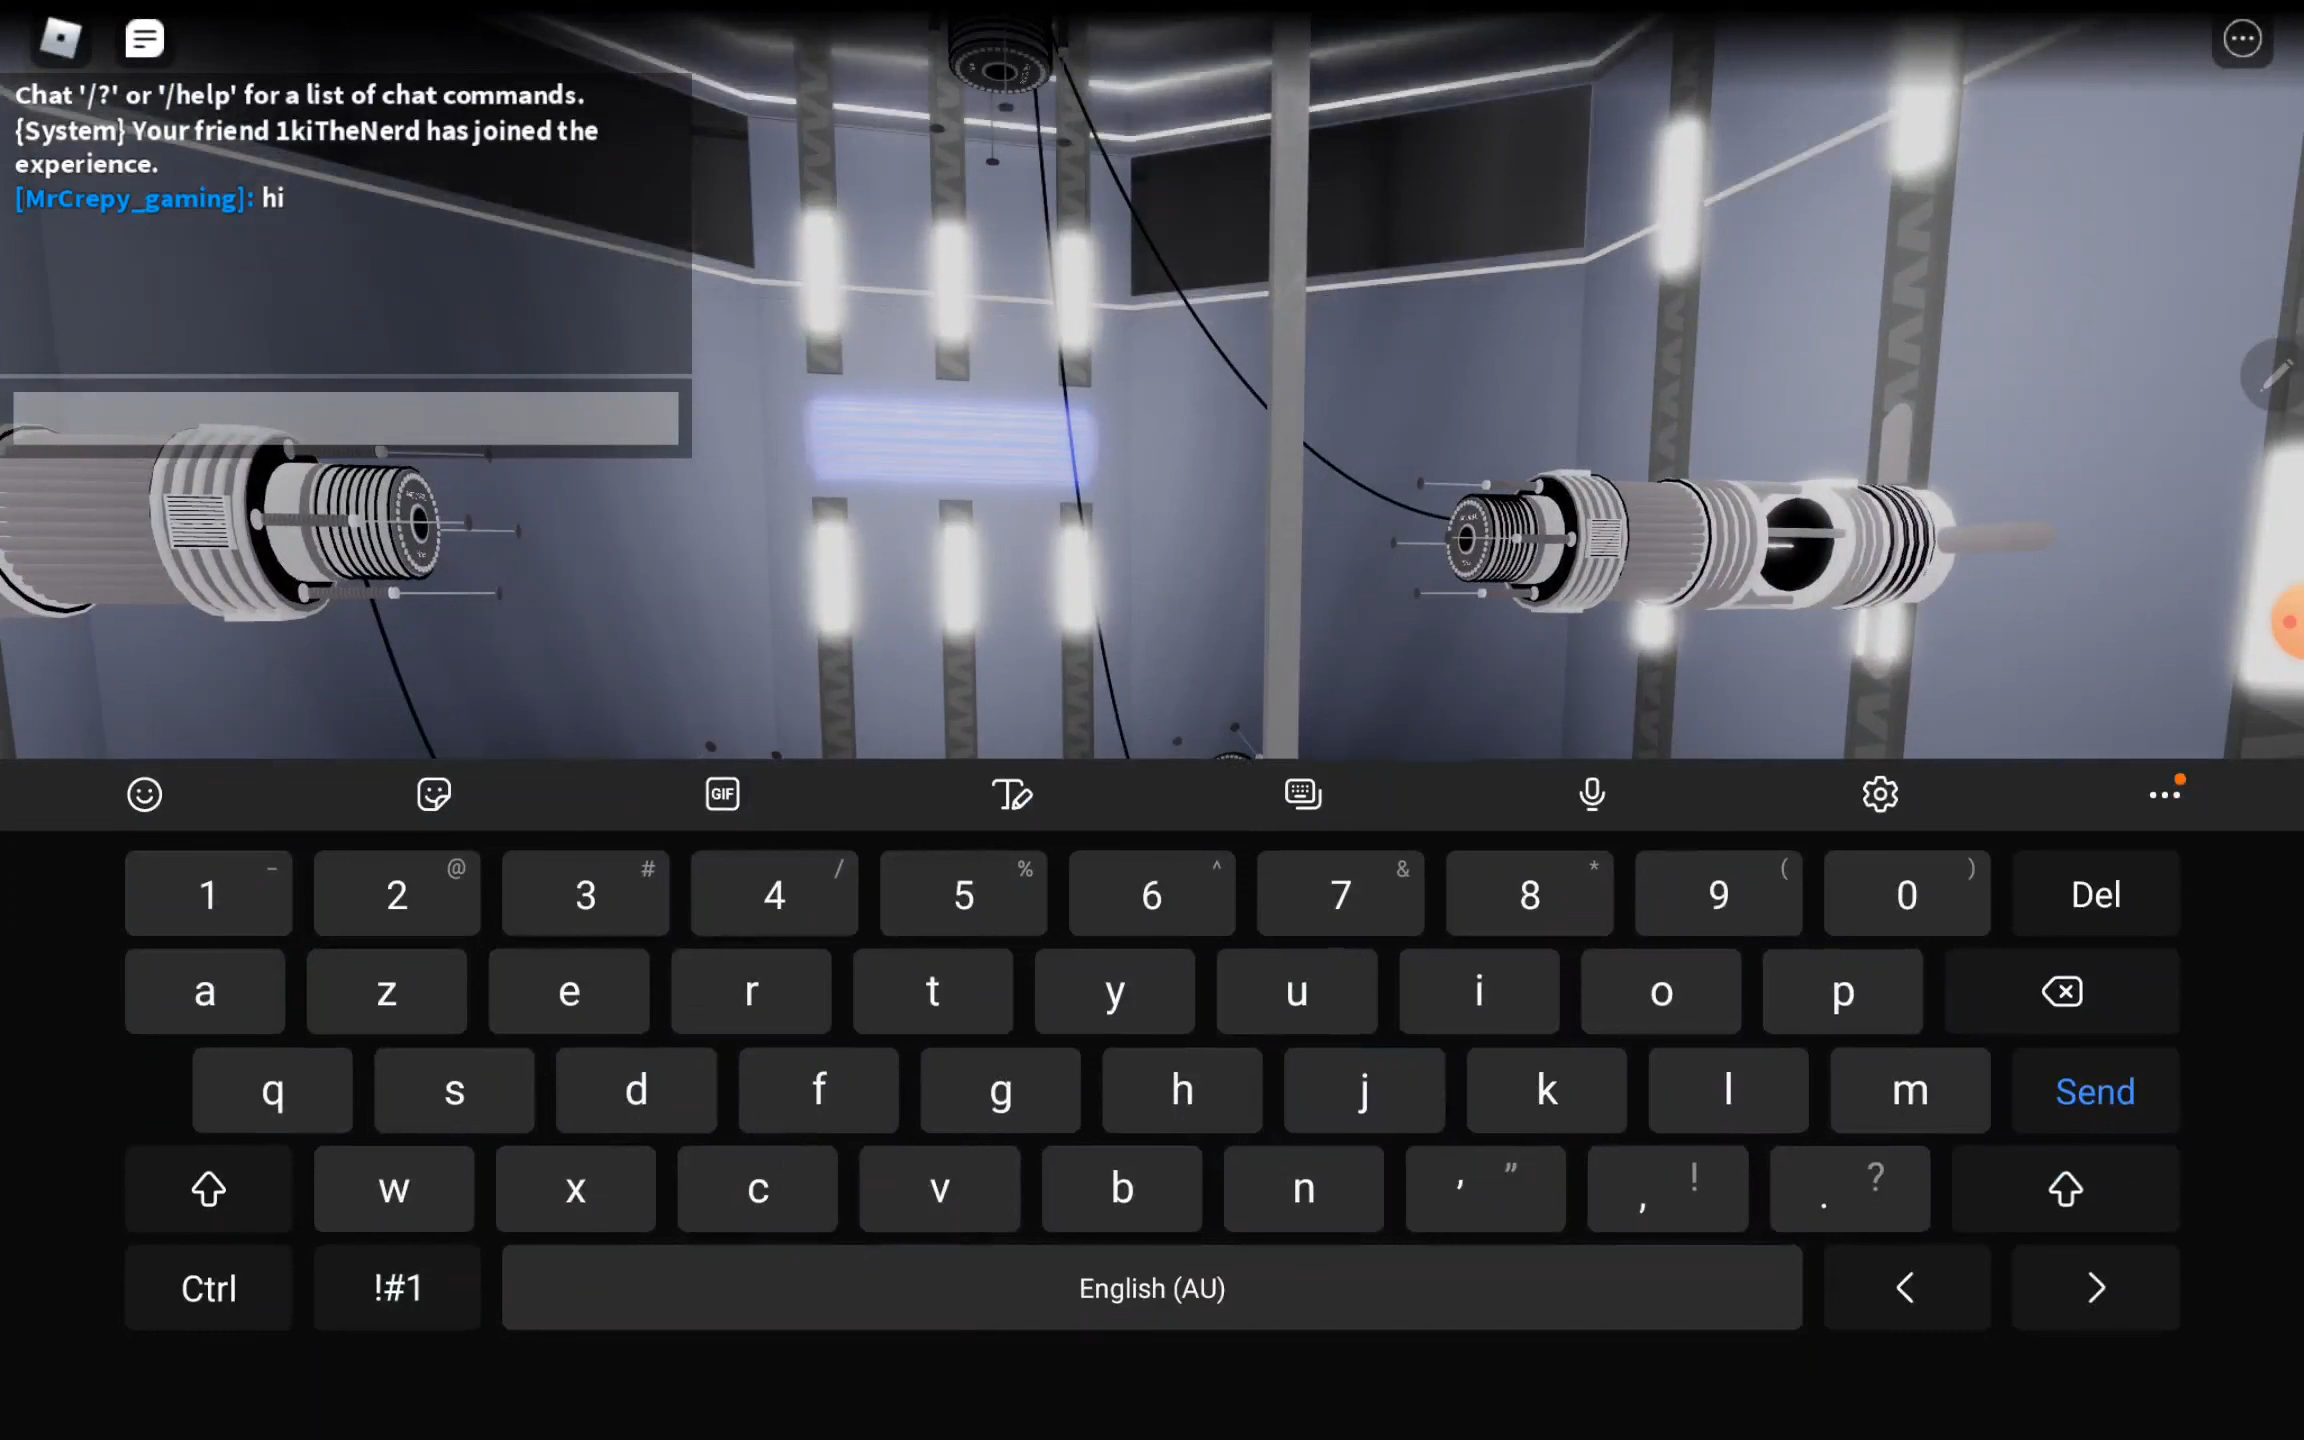 Chat '/?' or '/help' for a list of chat commands.
{System} Your friend 1kiTheNerd has joined the
experience.
[MrCrepy_gaming]: hi
GIF
1 - 2 @ 3 # 4 / 5 % 6 ^ 7 & 8 * 9 ( 0 ) Del
a z e r t y u i o p
q s d f g h j k l m Send
w x c v b n ' " , ! . ?
Ctrl !#1 English (AU) < >